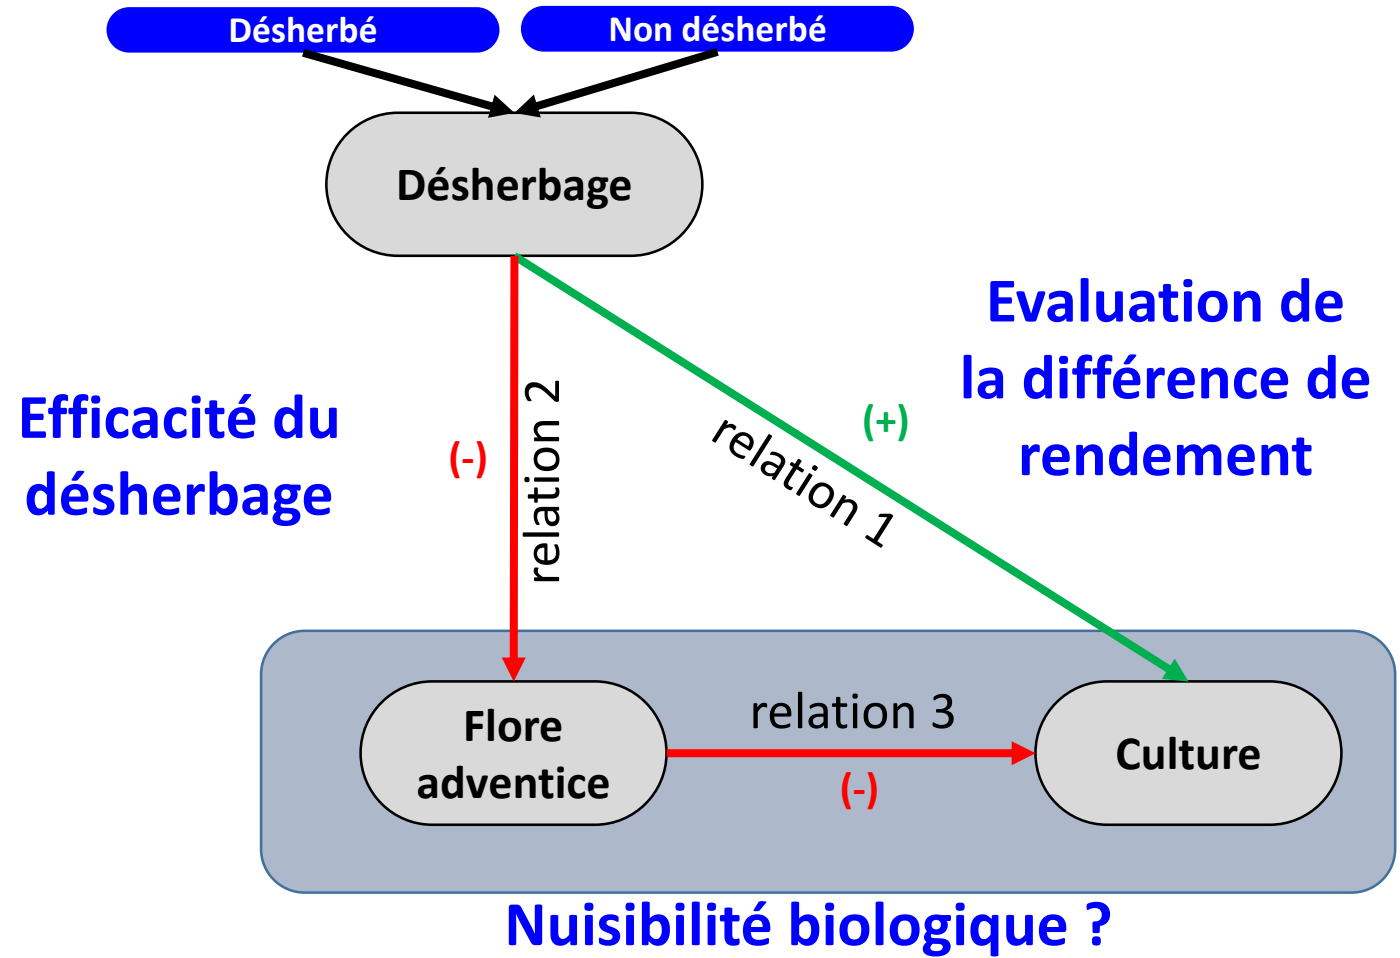 Désherbé
Non désherbé
Désherbage
Evaluation de
la différence de
rendement
Efficacité du
désherbage
(-)
relation 2
(+)
relation 1
Flore
adventice
relation 3
(-)
Culture
Nuisibilité biologique ?